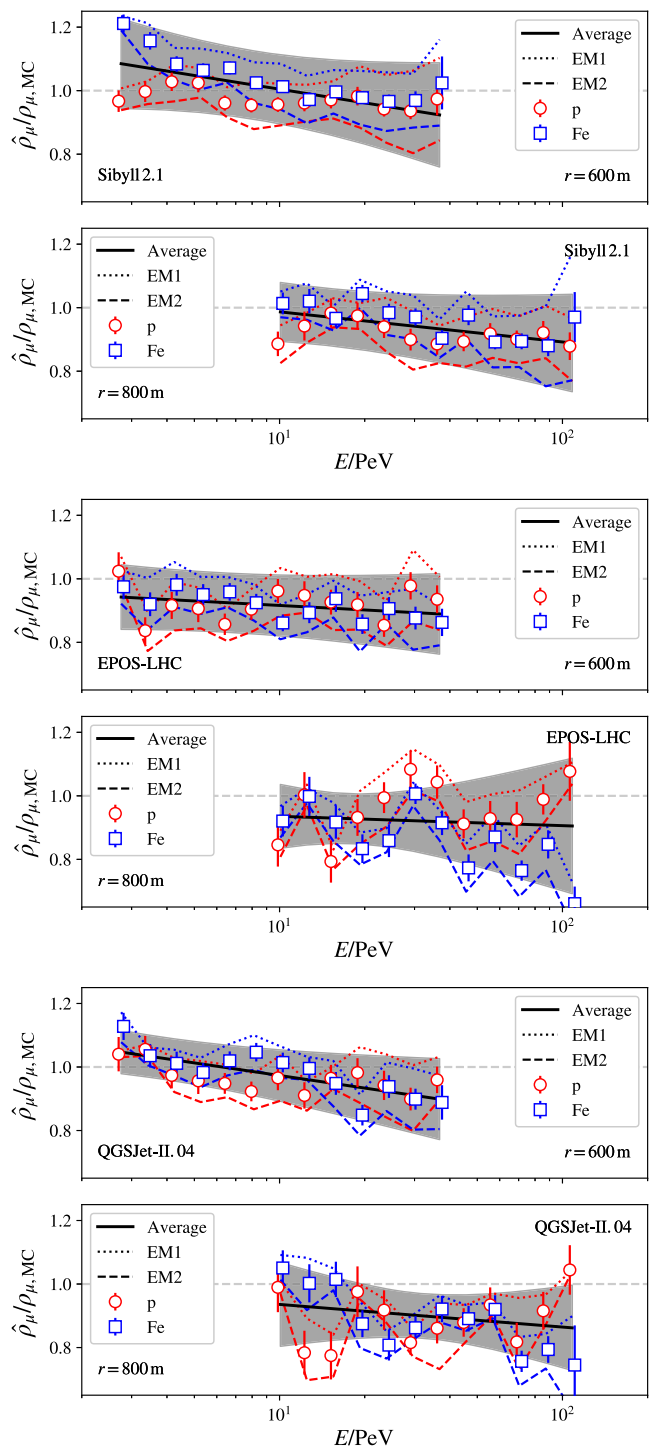 1.2
1.0
0.8
ρ̂μ/ρμ, MC
Average
EM1
EM2
p
Fe
Sibyll 2.1
r = 600 m
1.2
1.0
0.8
ρ̂μ/ρμ, MC
Average
EM1
EM2
p
Fe
Sibyll 2.1
r = 800 m
10¹
10²
E/PeV
1.2
1.0
0.8
ρ̂μ/ρμ, MC
Average
EM1
EM2
p
Fe
EPOS-LHC
r = 600 m
1.2
1.0
0.8
ρ̂μ/ρμ, MC
Average
EM1
EM2
p
Fe
EPOS-LHC
r = 800 m
10¹
10²
E/PeV
1.2
1.0
0.8
ρ̂μ/ρμ, MC
Average
EM1
EM2
p
Fe
QGSJet-II. 04
r = 600 m
1.2
1.0
0.8
ρ̂μ/ρμ, MC
Average
EM1
EM2
p
Fe
QGSJet-II. 04
r = 800 m
10¹
10²
E/PeV